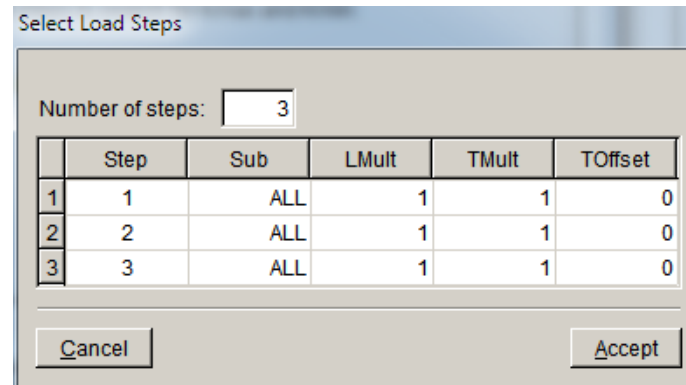 Select Load Steps
Number of steps: 3
Step Sub LMult TMult TOffset
1 1 ALL 1 1 0
2 2 ALL 1 1 0
3 3 ALL 1 1 0
Cancel Accept